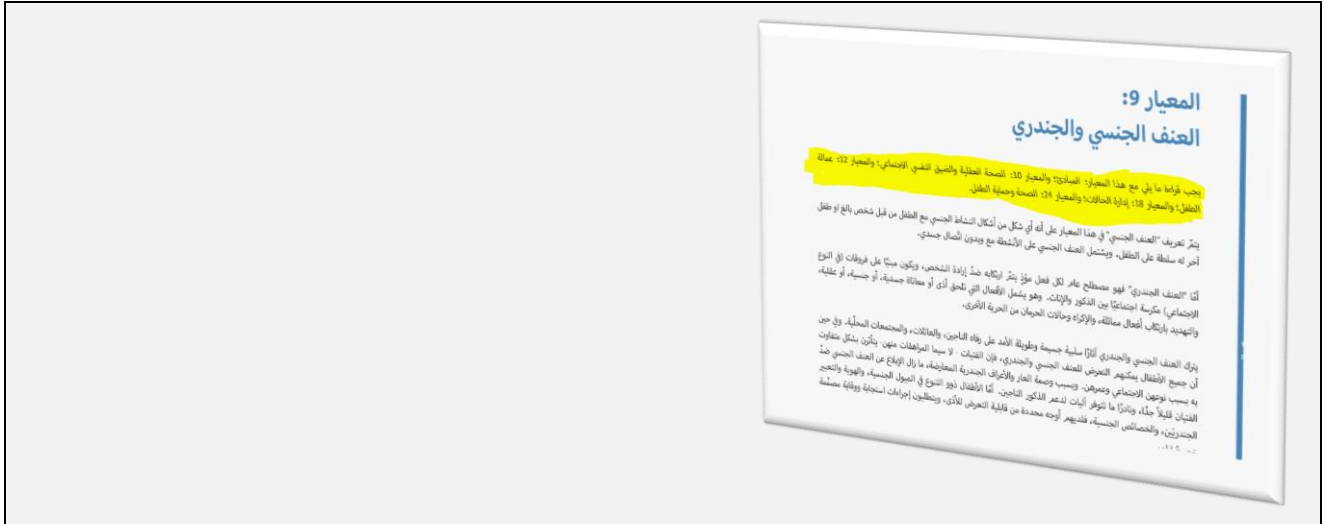 المعيار 9:
العنف الجنسي والجندري
يجب قراءة ما يلي مع هذا المعيار: المبادئ؛ والمعيار 10: الصحة العقلية والضيق النفسي الاجتماعي؛ والمعيار 12: عمالة
الطفل؛ والمعيار 18: إدارة الحالات؛ والمعيار 24: الصحة وحماية الطفل.
يتمّ تعريف "العنف الجنسي" في هذا المعيار على أنه أي شكل من أشكال النشاط الجنسي مع الطفل من قبل شخص بالغ او طفل
آخر له سلطة على الطفل. ويشتمل العنف الجنسي على الأنشطة مع وبدون اتّصال جسدي.
أمّا "العنف الجندري" فهو مصطلح عام لكل فعل مؤذٍ يتمّ ارتكابه ضدّ إرادة الشخص، ويكون مبنيًا على فروقات (في النوع
الاجتماعي) مكرسة اجتماعيًا بين الذكور والإناث. وهو يشمل الأفعال التي تلحق أذى أو معاناة جسدية، أو جنسية، أو عقلية،
والتهديد بارتكاب أفعال مماثلة، والإكراه وحالات الحرمان من الحرية الأخرى.
يترك العنف الجنسي والجندري آثارًا سلبية جسيمة وطويلة الأمد على رفاه الناجين، والعائلات، والمجتمعات المحلّية. وفي حين
أن جميع الأطفال يمكنهم التعرض للعنف الجنسي والجندري، فإن الفتيات - لا سيما المراهقات منهن- يتأثرن بشكل متفاوت
به بسبب نوعهن الاجتماعي وعمرهن. وبسبب وصمة العار والأعراف الجندرية المعارضة، ما زال الإبلاغ عن العنف الجنسي ضدّ
الفتيان قليلاً جدًّا، ونادرًا ما تتوفر آليات لدعم الذكور الناجين. أمّا الأطفال ذوو التنوع في الميول الجنسية، والهوية والتعبير
الجندريّين، والخصائص الجنسية، فلديهم أوجه محددة من قابلية التعرض للأذى، ويتطلبون إجراءات استجابة ووقاية مصمَّمة